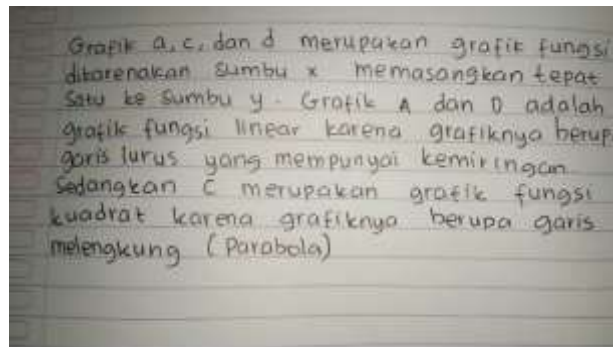 Grafik a, c, dan d merupakan grafik fungsi
dikarenakan sumbu x memasangkan tepat
satu ke sumbu y. Grafik A dan D adalah
grafik fungsi linear karena grafiknya berup
garis lurus yang mempunyai kemiringan
Sedangkan C merupakan grafik fungsi
kuadrat karena grafiknya berupa garis
melengkung (Parabola)